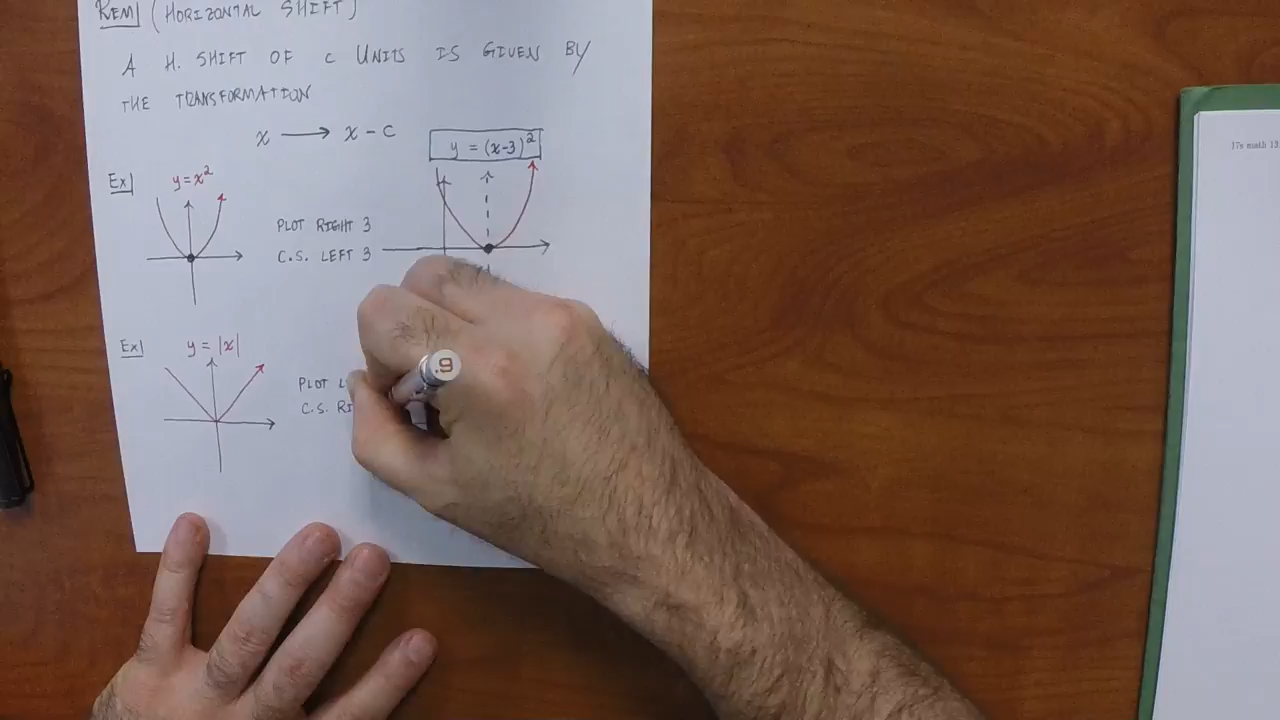 REM (HORIZONTAL SHIFT)
A H. SHIFT OF c UNITS IS GIVEN BY
THE TRANSFORMATION
x ⟶ x - c
y = (x-3)²
Ex
y=x²
PLOT RIGHT 3
C.S. LEFT 3
Ex
y = |x|
PLOT
C.S.
.9